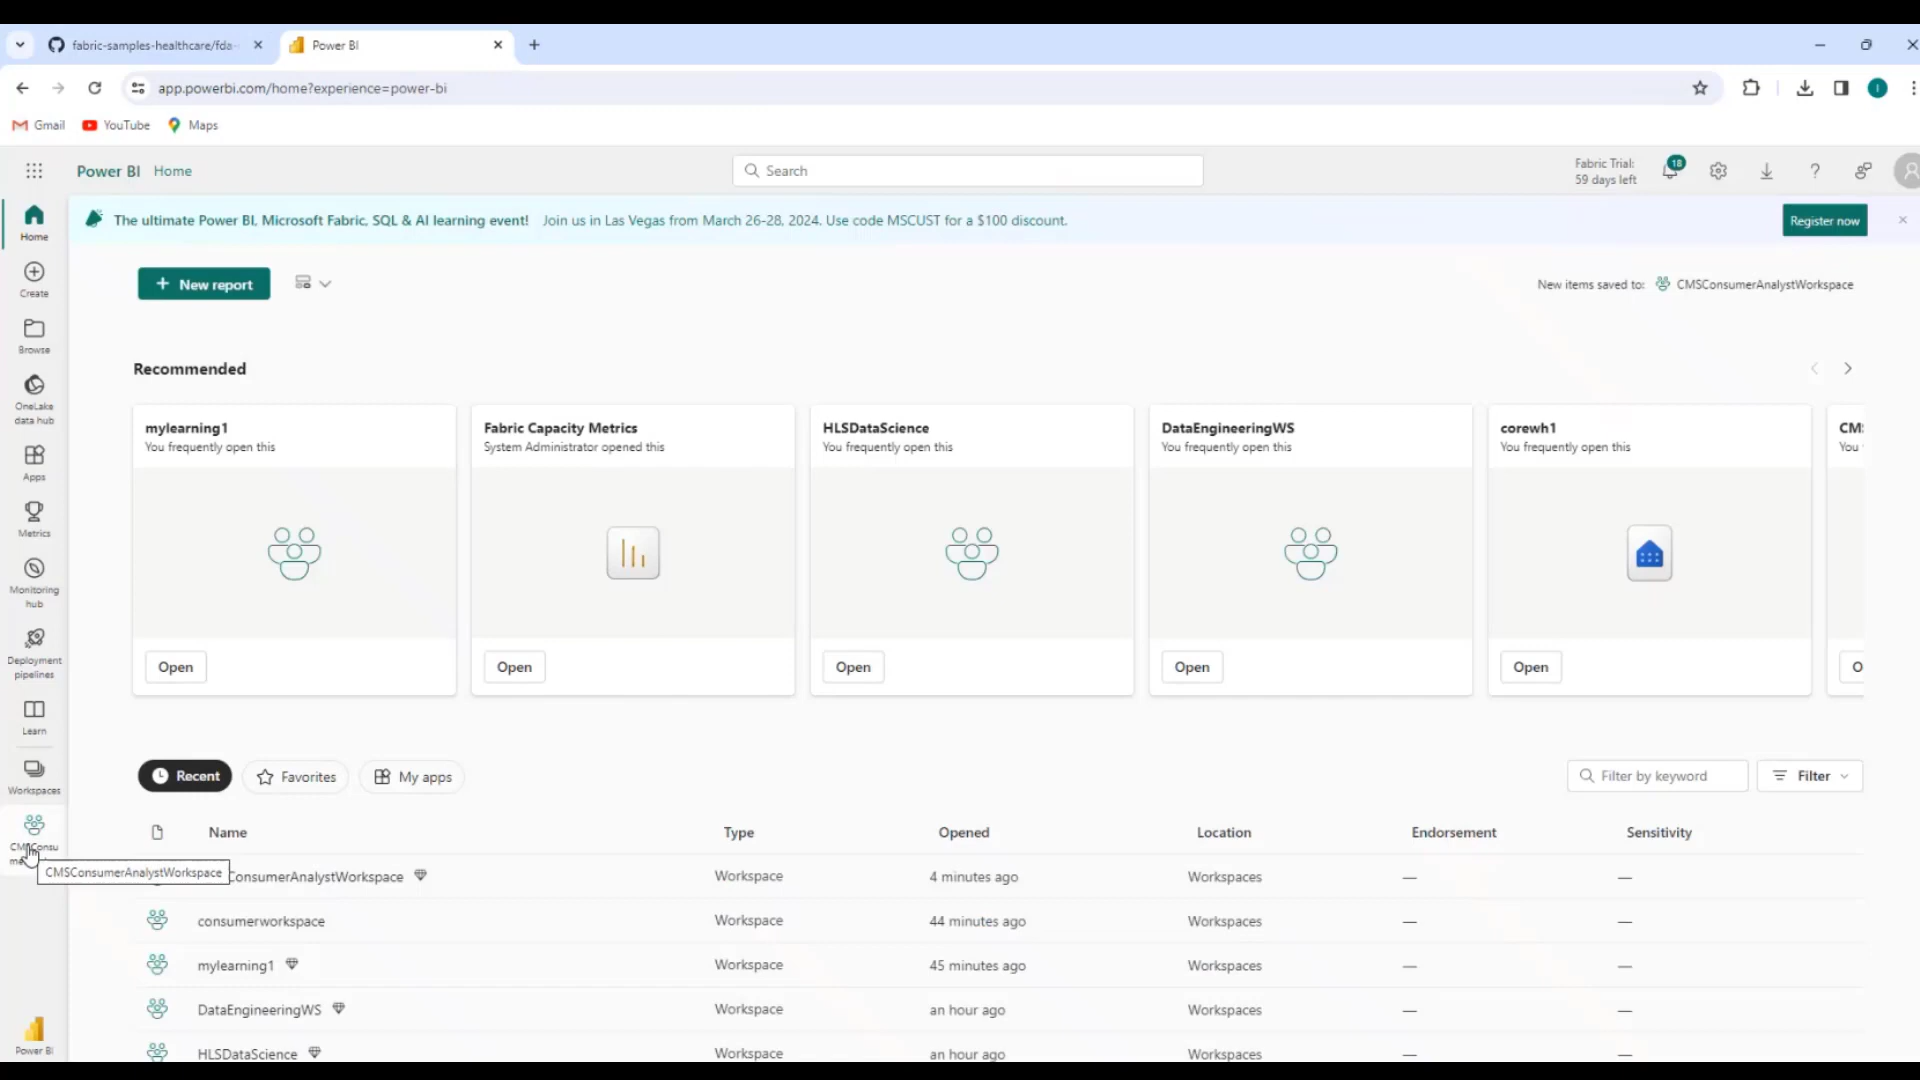 fabric-samples-healthcare/fda-
Power BI
app.powerbi.com/home?experience=power-bi
Gmail
YouTube
Maps
Power BI Home
Search
Fabric Trial:
59 days left
18
The ultimate Power BI, Microsoft Fabric, SQL & AI learning event! Join us in Las Vegas from March 26-28, 2024. Use code MSCUST for a $100 discount.
Register now
Home
Create
Browse
OneLake
data hub
Apps
Metrics
Monitoring
hub
Deployment
pipelines
Learn
Workspaces
CMSConsu
CMSConsumerAnalystWorkspace
Power BI
New report
New items saved to: CMSConsumerAnalystWorkspace
Recommended
mylearning1
You frequently open this
Open
Fabric Capacity Metrics
System Administrator opened this
Open
HLSDataScience
You frequently open this
Open
DataEngineeringWS
You frequently open this
Open
corewh1
You frequently open this
Open
CMS
You
O
Recent
Favorites
My apps
Filter by keyword
Filter
Name Type Opened Location Endorsement Sensitivity
ConsumerAnalystWorkspace Workspace 4 minutes ago Workspaces — —
consumerworkspace Workspace 44 minutes ago Workspaces — —
mylearning1 Workspace 45 minutes ago Workspaces — —
DataEngineeringWS Workspace an hour ago Workspaces — —
HLSDataScience Workspace an hour ago Workspaces — —